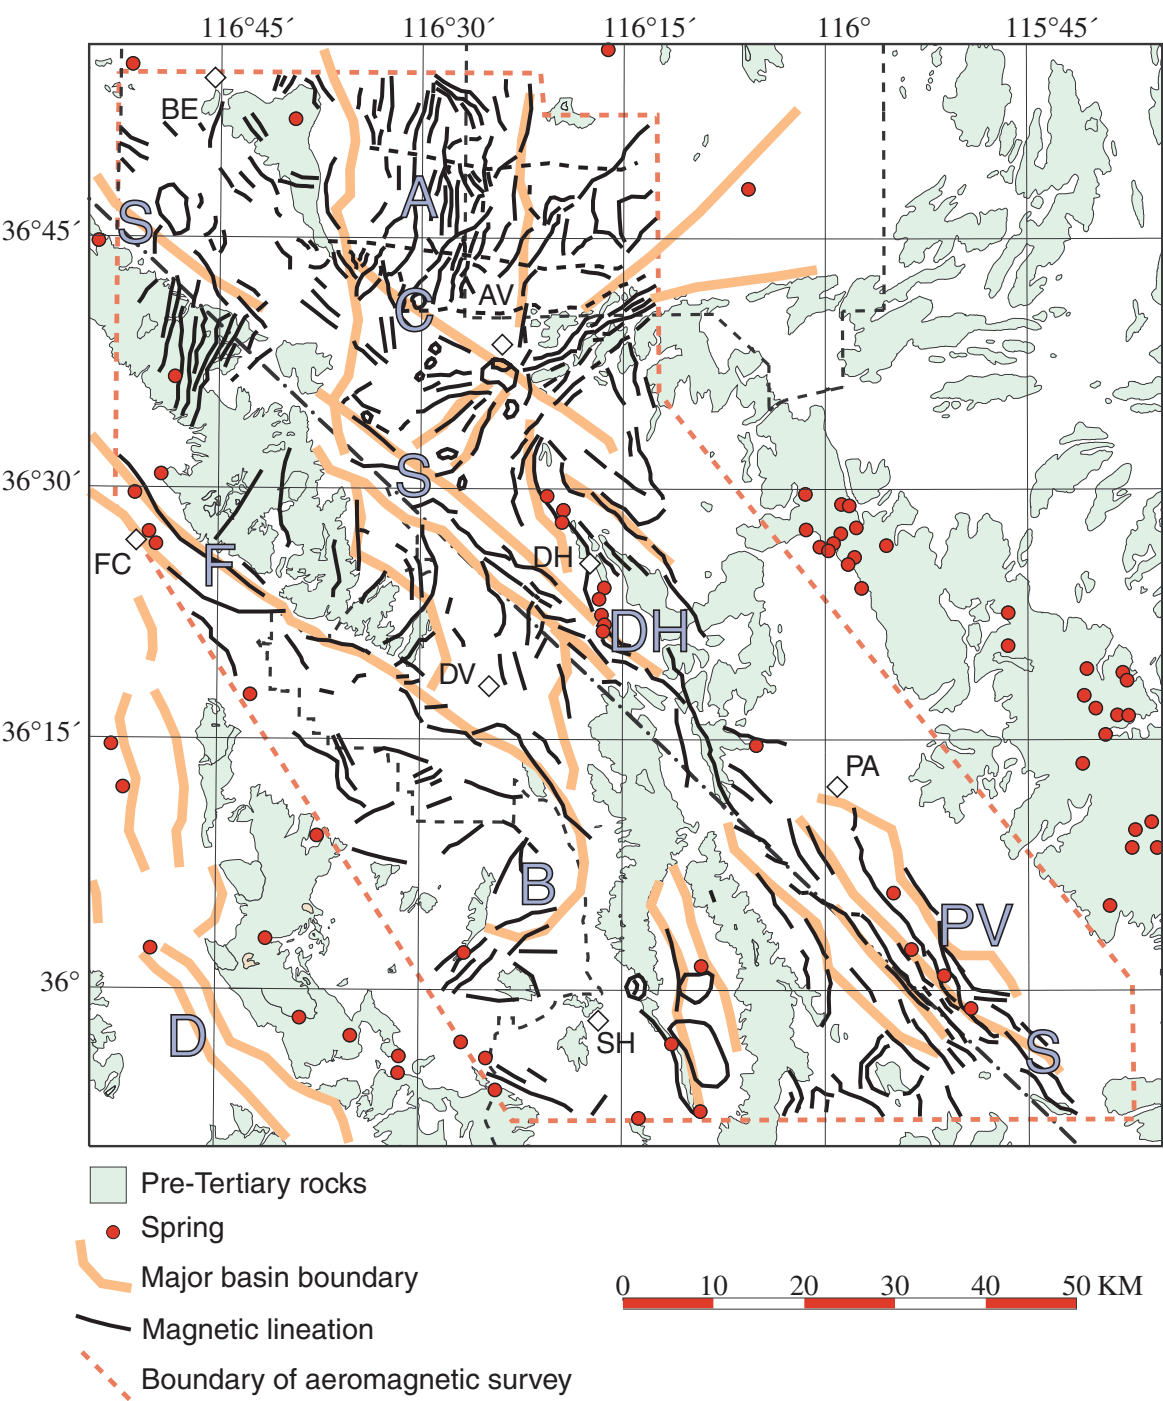 116°45′ 116°30′ 116°15′ 116° 115°45′
BE
A
S
36°45′
AV
C
S
36°30′
DH
FC
F
DH
DV
36°15′
PA
B
PV
36°
D
SH
S
Pre-Tertiary rocks
Spring
Major basin boundary
0 10 20 30 40 50 KM
Magnetic lineation
Boundary of aeromagnetic survey